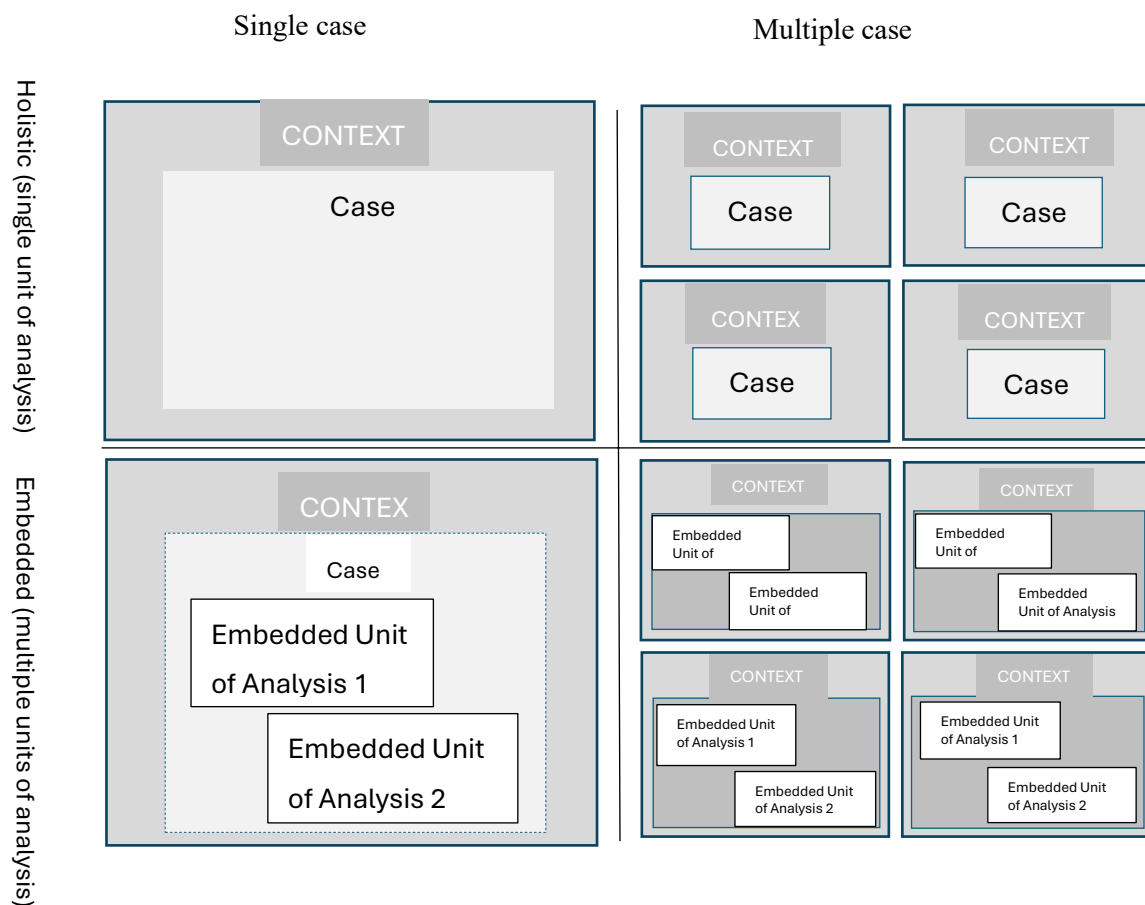 Single case
Multiple case
Holistic (single unit of analysis)
CONTEXT
Case
CONTEXT
Case
CONTEXT
Case
CONTEX
Case
CONTEXT
Case
Embedded (multiple units of analysis)
CONTEX
Case
Embedded Unit
of Analysis 1
Embedded Unit
of Analysis 2
CONTEXT
Embedded
Unit of
Embedded
Unit of
CONTEXT
Embedded
Unit of
Embedded
Unit of Analysis
CONTEXT
Embedded Unit
of Analysis 1
Embedded Unit
of Analysis 2
CONTEXT
Embedded Unit
of Analysis 1
Embedded Unit
of Analysis 2